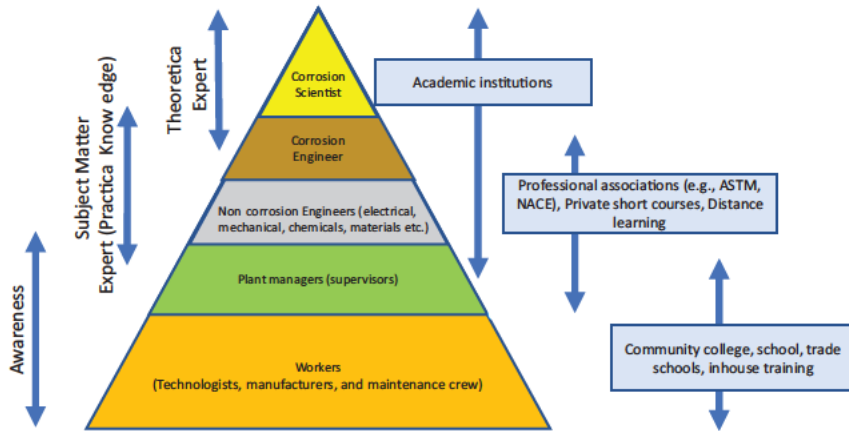 Theoretica
Expert
Subject Matter
Expert (Practica Know edge)
Awareness
Corrosion
Scientist
Corrosion
Engineer
Non corrosion Engineers (electrical,
mechanical, chemicals, materials etc.)
Plant managers (supervisors)
Workers
(Technologists, manufacturers, and maintenance crew)
Academic institutions
Professional associations (e.g., ASTM,
NACE), Private short courses, Distance
learning
Community college, school, trade
schools, inhouse training